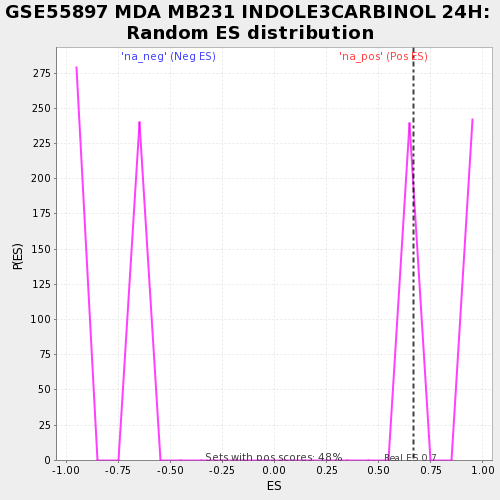 GSE55897 MDA MB231 INDOLE3CARBINOL 24H:
Random ES distribution
'na_neg' (Neg ES) 'na_pos' (Pos ES)
275
250
225
200
175
150
125
100
75
50
25
0
P(ES)
Sets with pos scores: 48% Real ES 0.7
-1.00 -0.75 -0.50 -0.25 0.00 0.25 0.50 0.75 1.00
ES